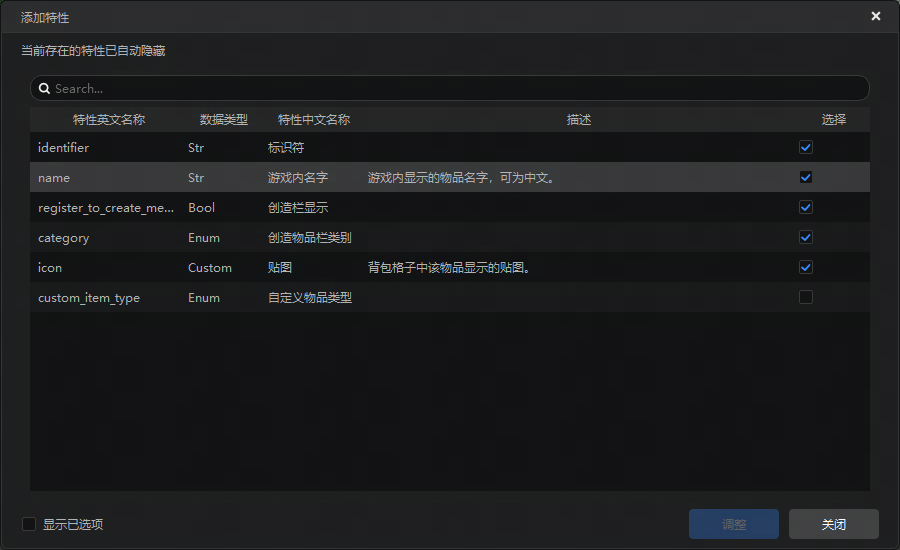 添加特性
当前存在的特性已自动隐藏
Search...
特性英文名称 数据类型 特性中文名称 描述 选择
identifier Str 标识符
name Str 游戏内名字 游戏内显示的物品名字，可为中文。
register_to_create_me... Bool 创造栏显示
category Enum 创造物品栏类别
icon Custom 贴图 背包格子中该物品显示的贴图。
custom_item_type Enum 自定义物品类型
显示已选项 调整 关闭